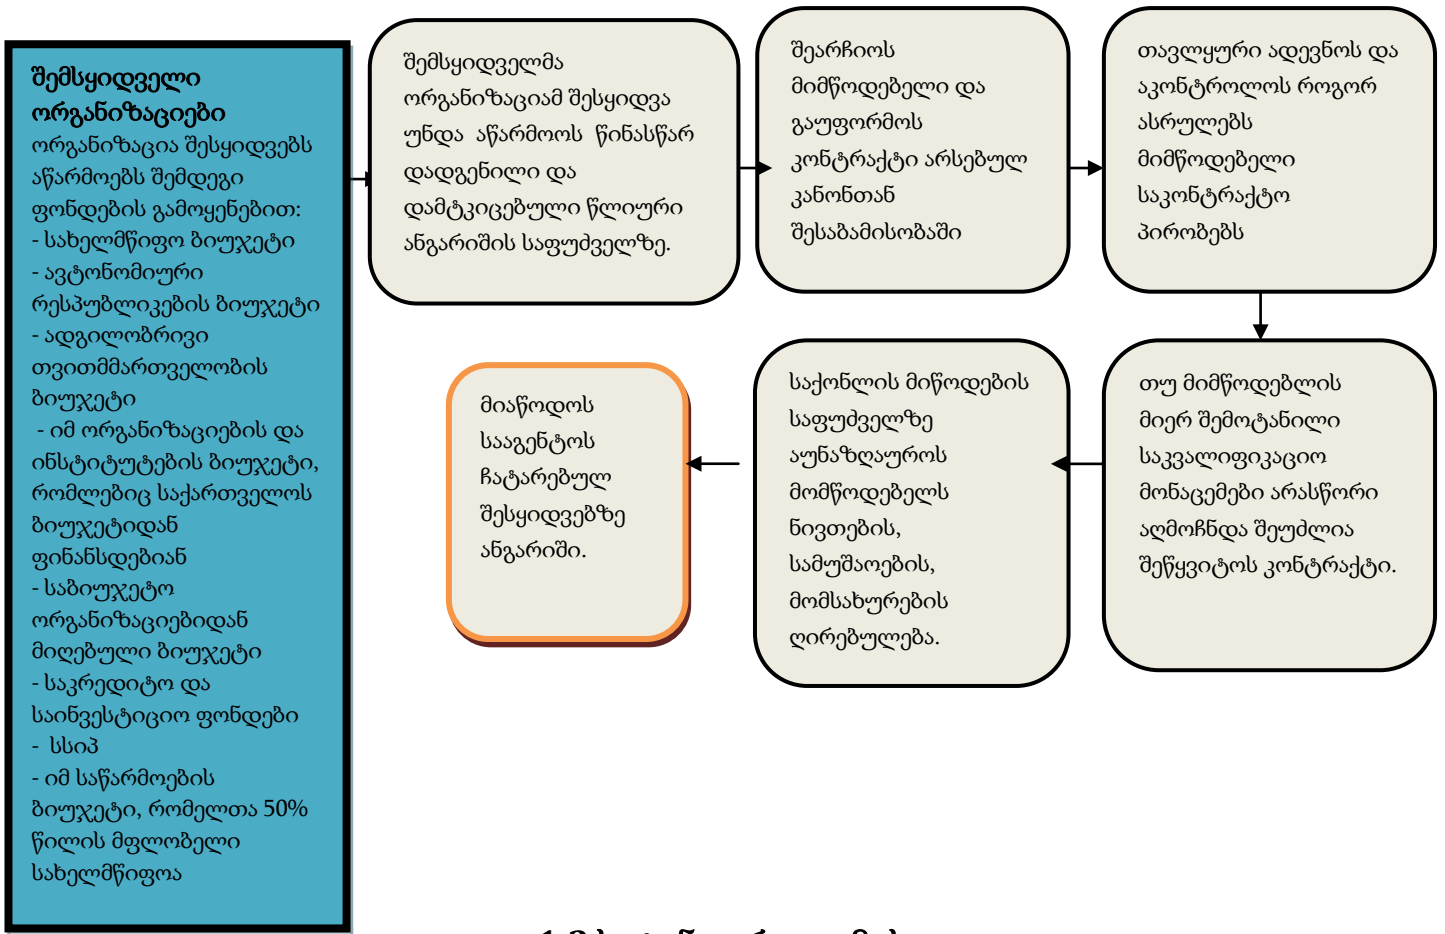 შემსყიდველი
ორგანიზაციები
ორგანიზაცია შესყიდვებს
აწარმოებს შემდეგი
ფონდების გამოყენებით:
- სახელმწიფო ბიუჯეტი
- ავტონომიური
რესპუბლიკების ბიუჯეტი
- ადგილობრივი
თვითმმართველობის
ბიუჯეტი
- იმ ორგანიზაციების და
ინსტიტუტების ბიუჯეტი,
რომლებიც საქართველოს
ბიუჯეტიდან
ფინანსდებიან
- საბიუჯეტო
ორგანიზაციებიდან
მიღებული ბიუჯეტი
- საკრედიტო და
საინვესტიციო ფონდები
- სსიპ
- იმ საწარმოების
ბიუჯეტი, რომელთა 50%
წილის მფლობელი
სახელმწიფოა
შემსყიდველმა
ორგანიზაციამ შესყიდვა
უნდა აწარმოოს წინასწარ
დადგენილი და
დამტკიცებული წლიური
ანგარიშის საფუძველზე.
შეარჩიოს
მიმწოდებელი და
გაუფორმოს
კონტრაქტი არსებულ
კანონთან
შესაბამისობაში
თავლყური ადევნოს და
აკონტროლოს როგორ
ასრულებს
მიმწოდებელი
საკონტრაქტო
პირობებს
თუ მიმწოდებლის
მიერ შემოტანილი
საკვალიფიკაციო
მონაცემები არასწორი
აღმოჩნდა შეუძლია
შეწყვიტოს კონტრაქტი.
საქონლის მიწოდების
საფუძველზე
აუნაზღაუროს
მომწოდებელს
ნივთების,
სამუშაოების,
მომსახურების
ღირებულება.
მიაწოდოს
სააგენტოს
ჩატარებულ
შესყიდვებზე
ანგარიში.